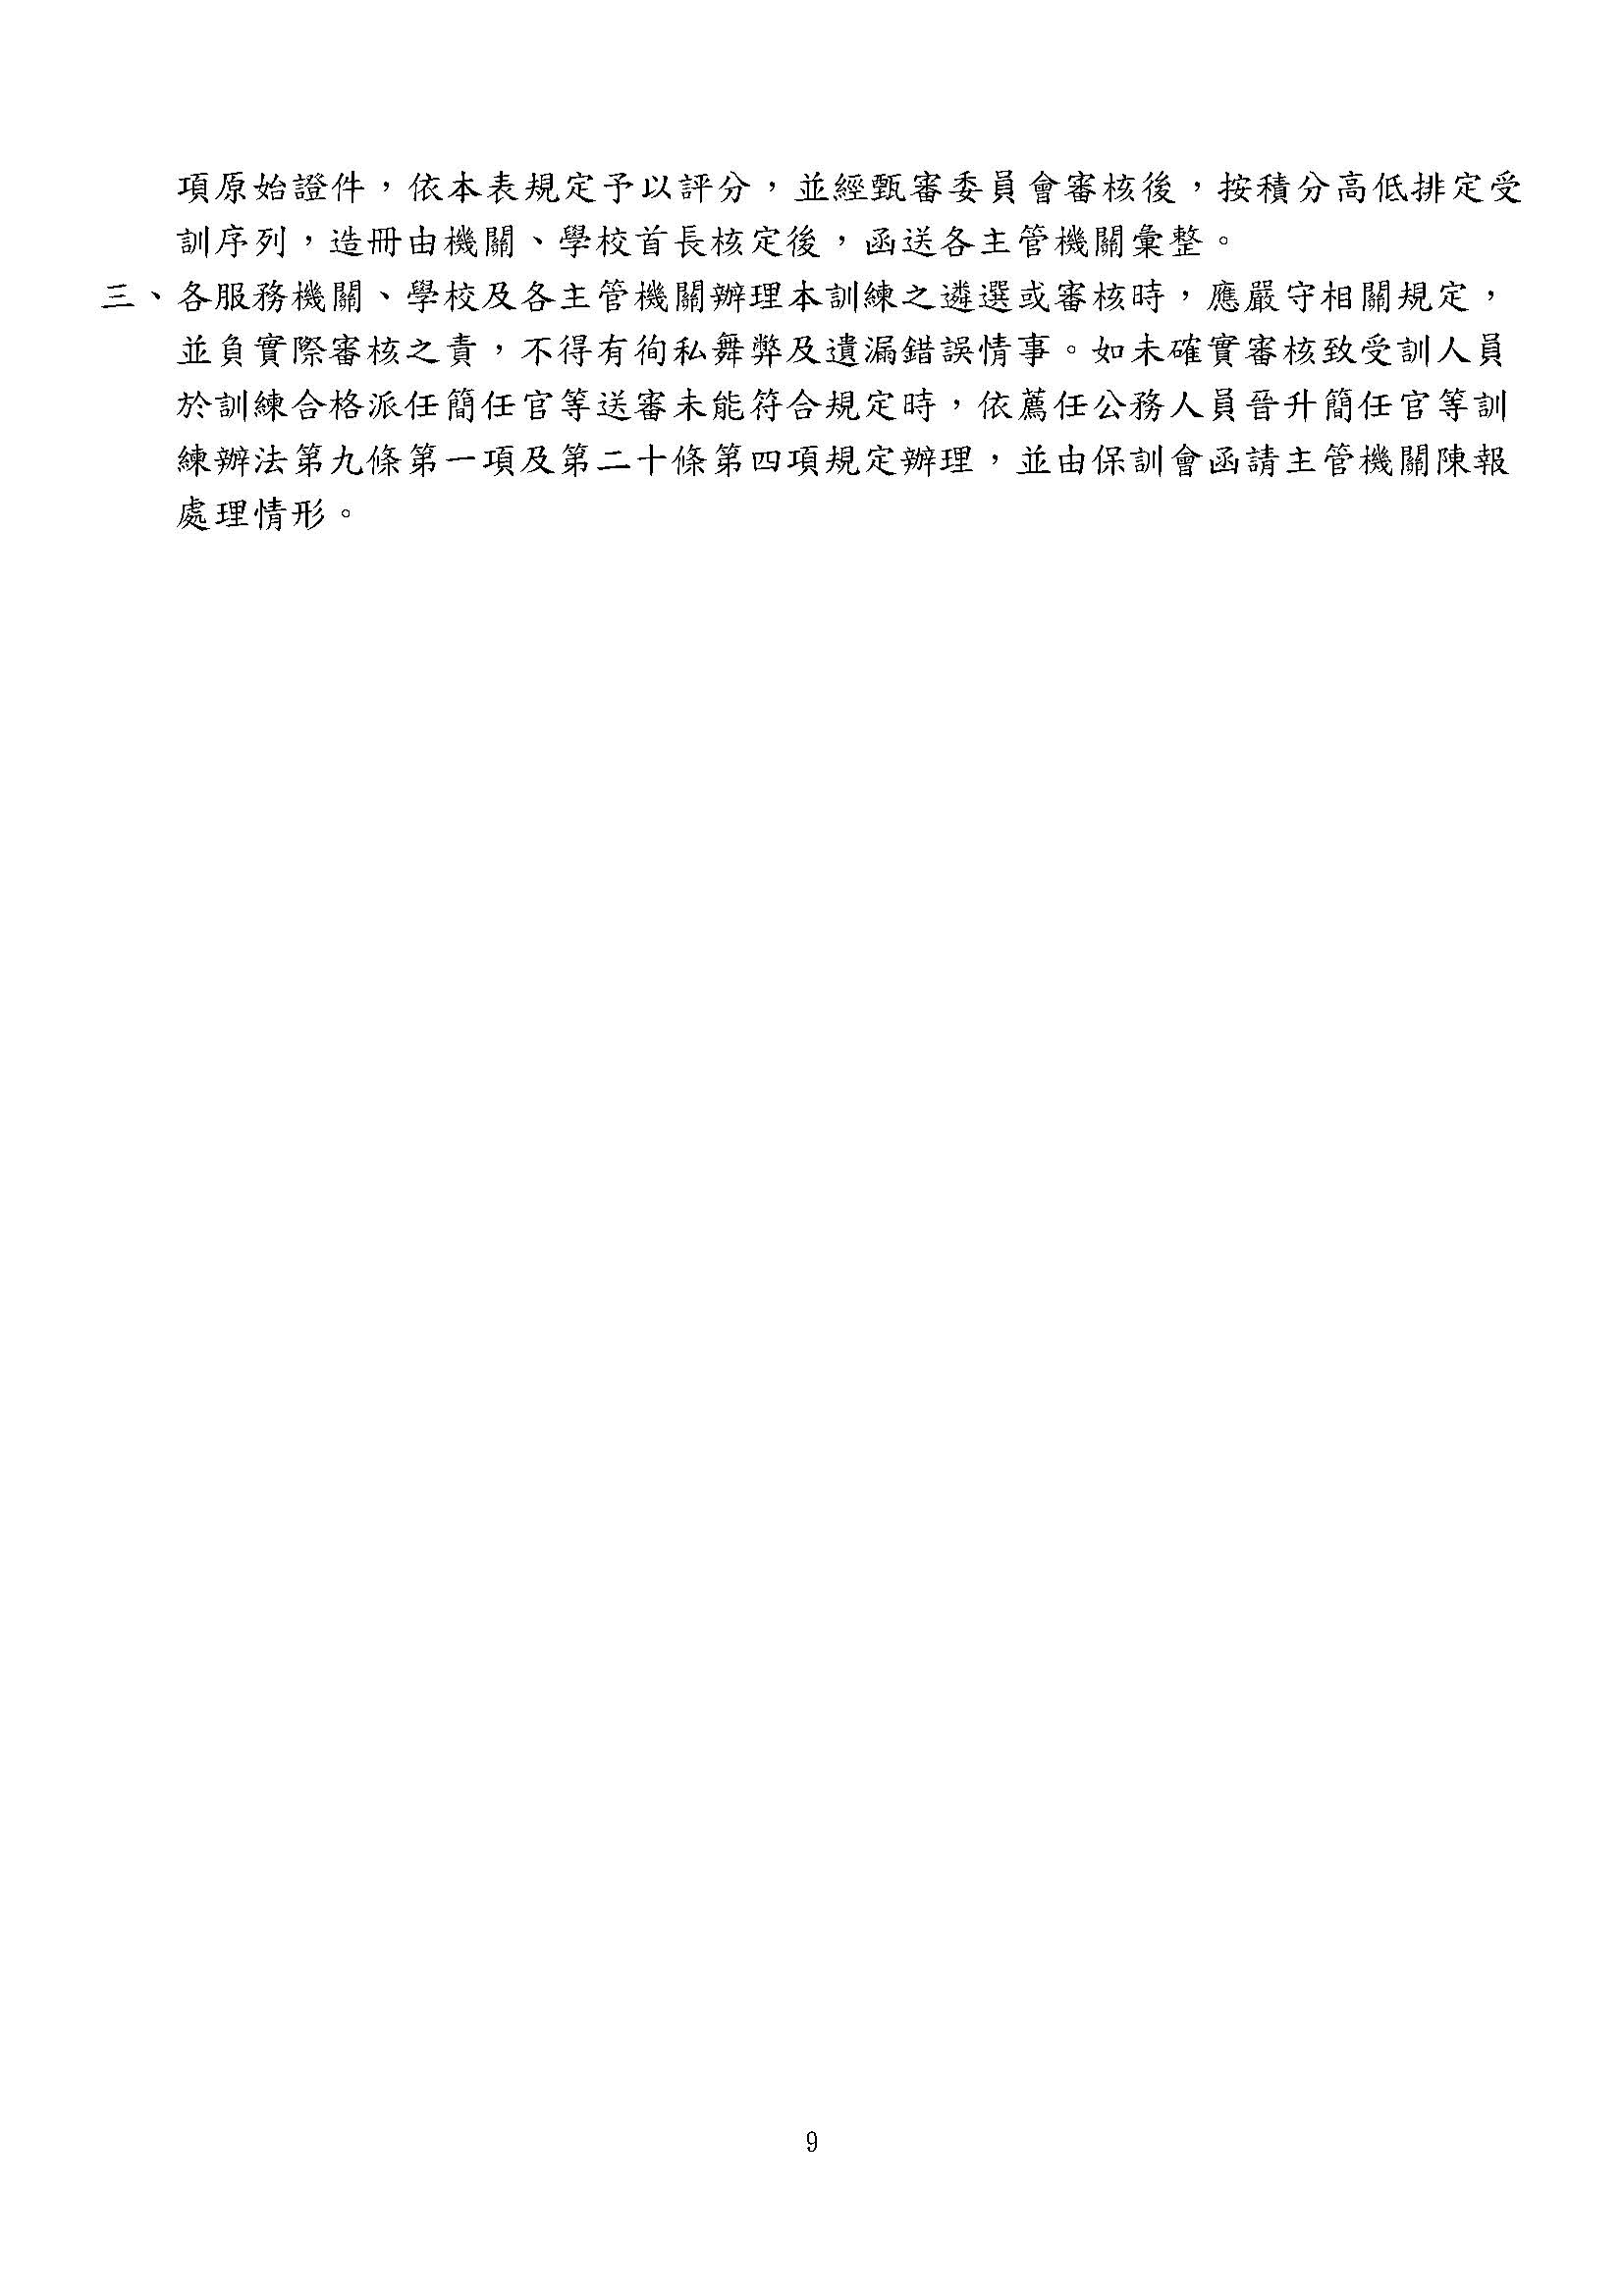 項原始證件，依本表規定予以評分，並經甄審委員會審核後，按積分高低排定受
訓序列，造冊由機關、學校首長核定後，函送各主管機關彙整。
三、各服務機關、學校及各主管機關辦理本訓練之遴選或審核時，應嚴守相關規定，
並負實際審核之責，不得有徇私舞弊及遺漏錯誤情事。如未確實審核致受訓人員
於訓練合格派任簡任官等送審未能符合規定時，依薦任公務人員晉升簡任官等訓
練辦法第九條第一項及第二十條第四項規定辦理，並由保訓會函請主管機關陳報
處理情形。
9